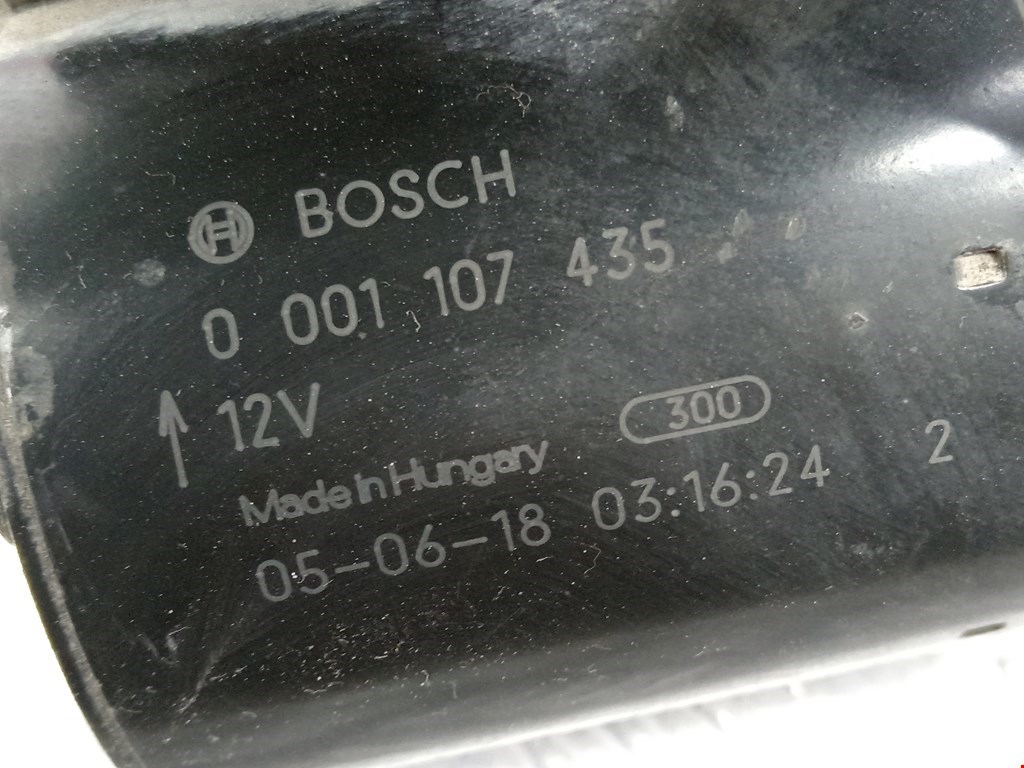 BOSCH
0 001 107 435
12V
300
Made in Hungary
05-06-18 03:16:24 2